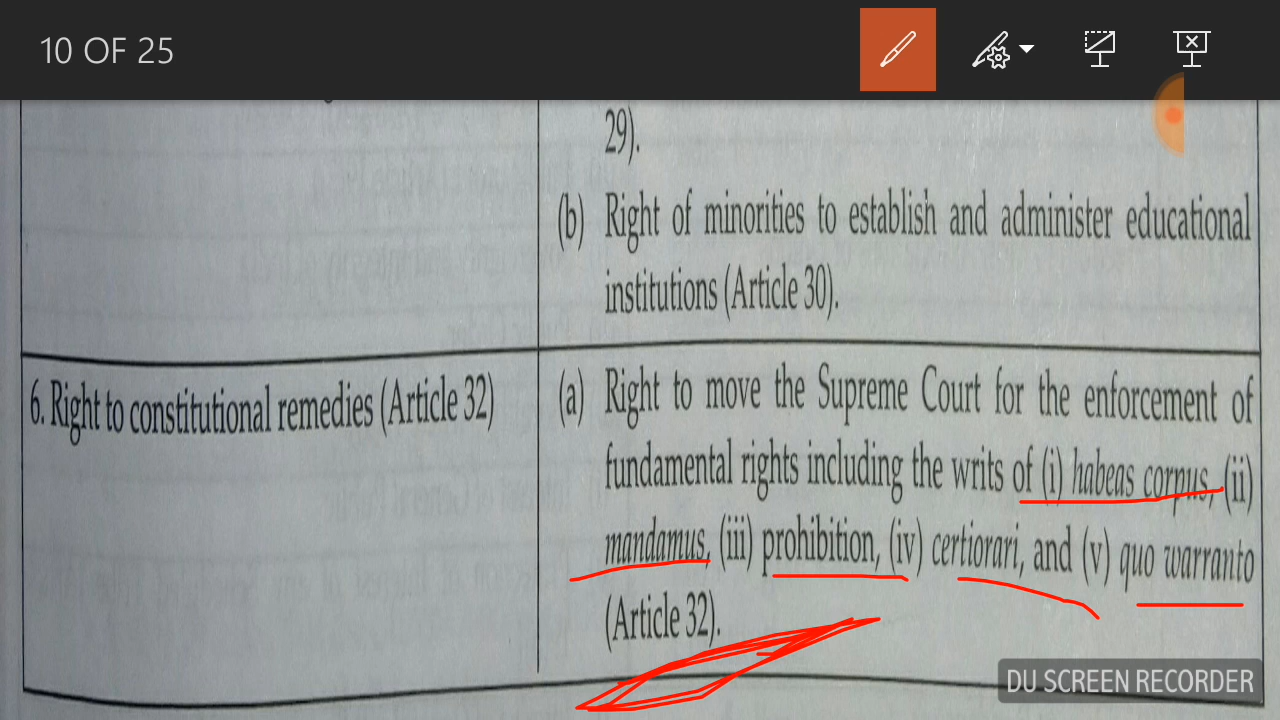 10 OF 25
29).
(b) Right of minorities to establish and administer educational
institutions (Article 30).
6. Right to constitutional remedies (Article 32)
(a) Right to move the Supreme Court for the enforcement of
fundamental rights including the writs of (i) habeas corpus, (ii)
mandamus, (iii) prohibition, (iv) certiorari, and (v) quo warranto
(Article 32).
DU SCREEN RECORDER